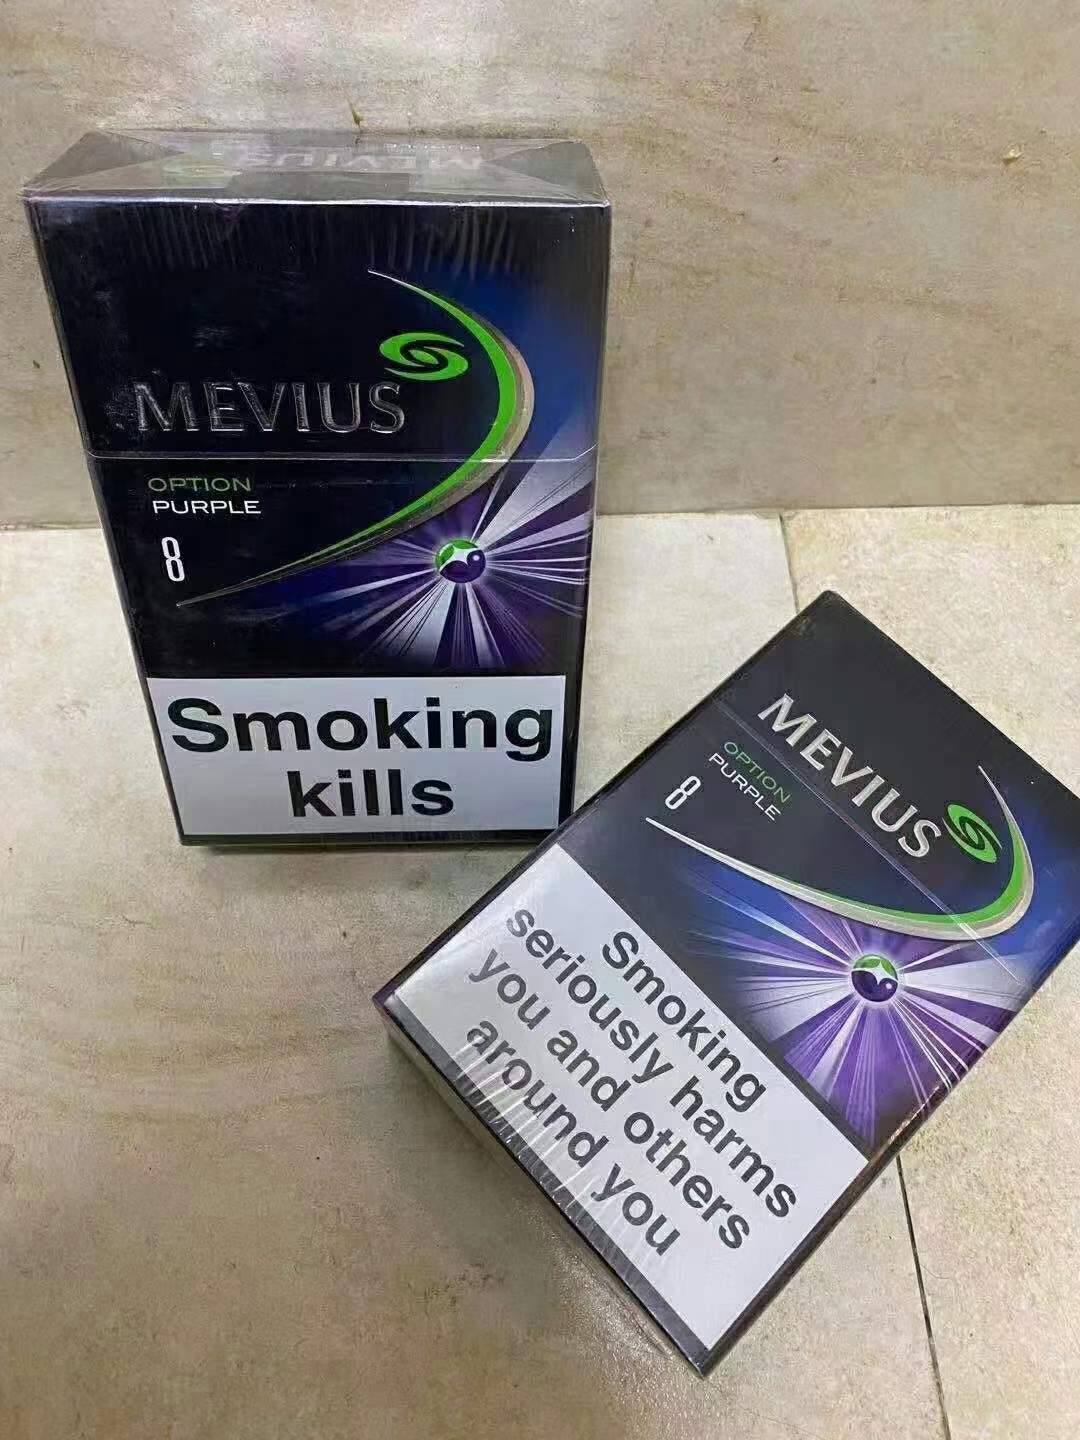 MEVIUS
MEVIUS
OPTION
PURPLE
8
Smoking
kills
MEVIUS
OPTION
PURPLE
8
Smoking
seriously harms
you and others
around you